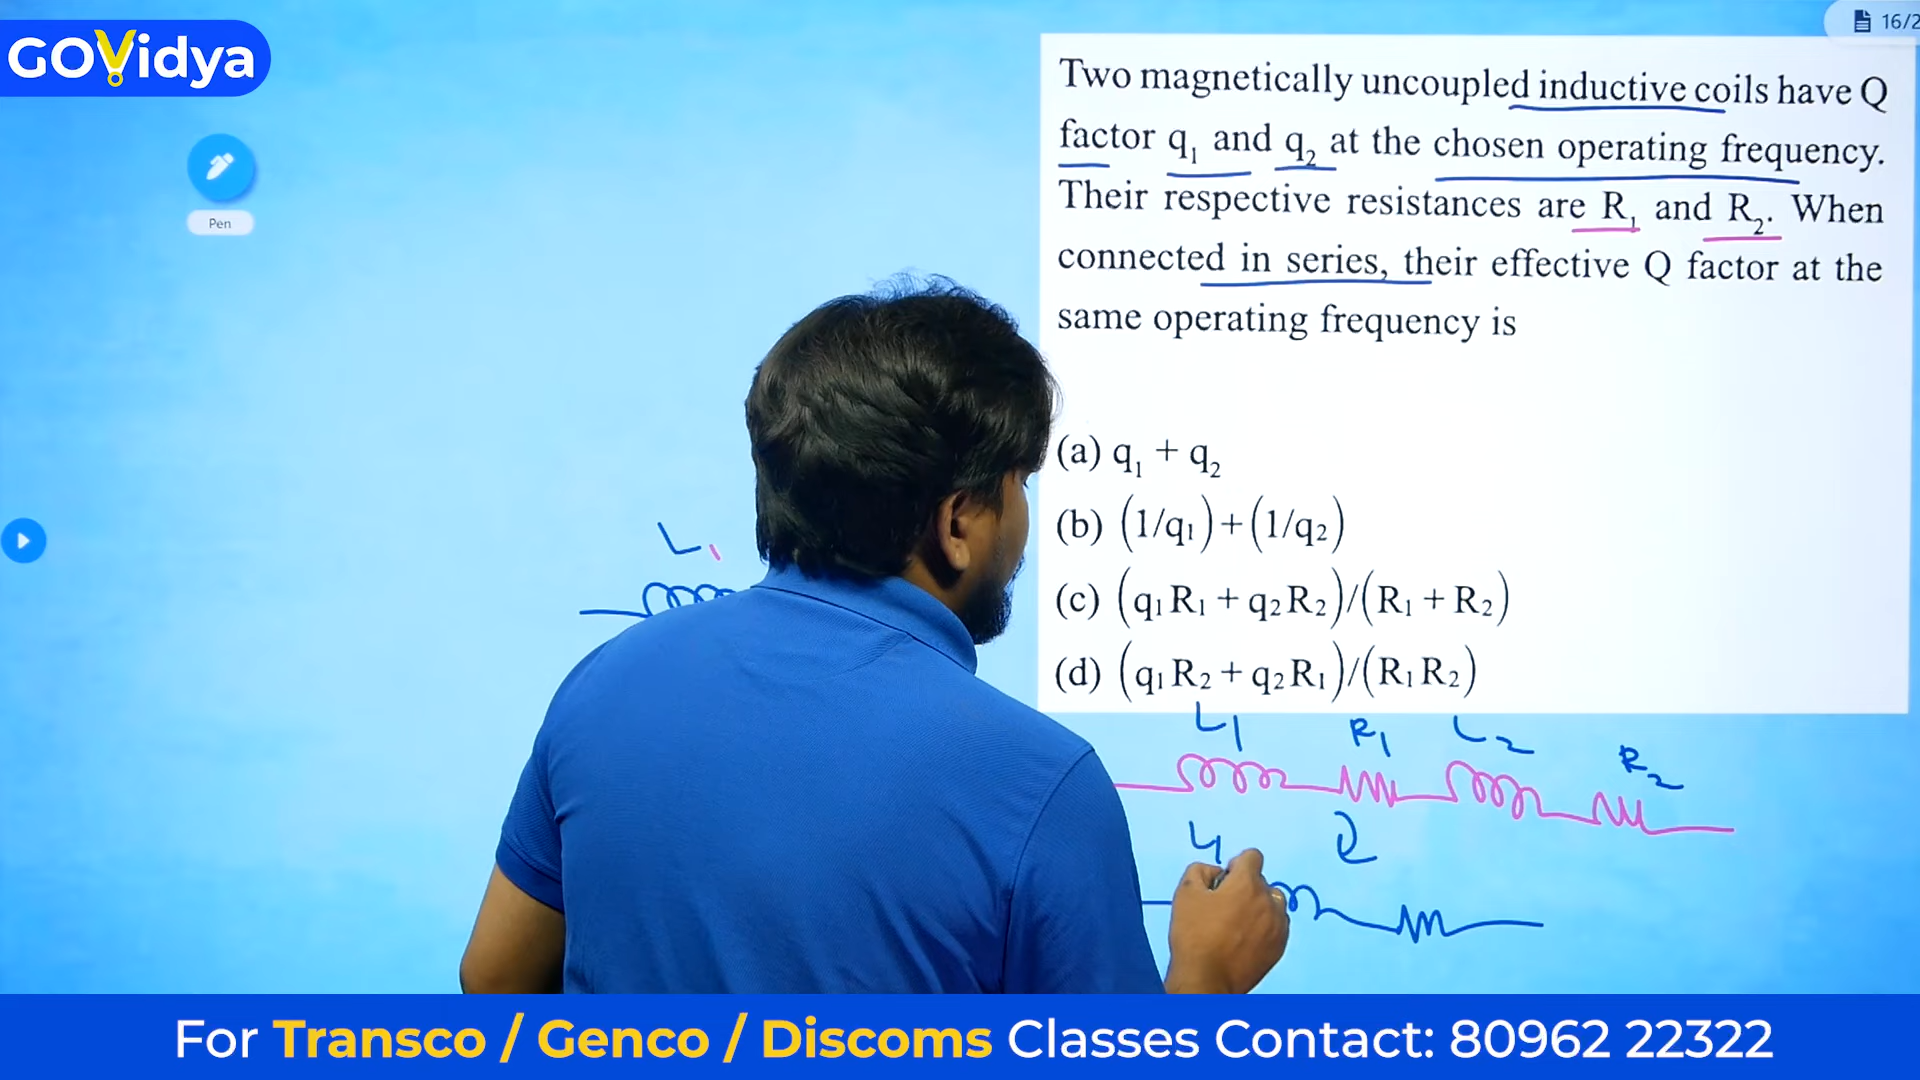 GOVidya
16/2
Pen
Two magnetically uncoupled inductive coils have Q
factor q₁ and q₂ at the chosen operating frequency.
Their respective resistances are R₁ and R₂. When
connected in series, their effective Q factor at the
same operating frequency is
(a) q₁ + q₂
(b) (1/q₁)+(1/q₂)
(c) (q₁R₁ + q₂R₂)/(R₁ + R₂)
(d) (q₁R₂ + q₂R₁)/(R₁R₂)
L₁
L₁ R₁ L₂ R₂
For Transco / Genco / Discoms Classes Contact: 80962 22322